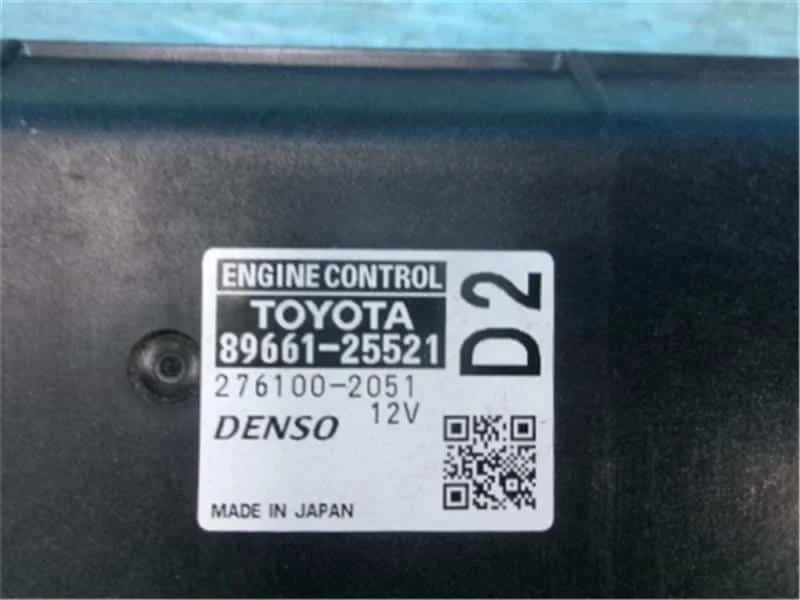 ENGINE CONTROL
TOYOTA
89661-25521
276100-2051
12V
DENSO
MADE IN JAPAN
D2